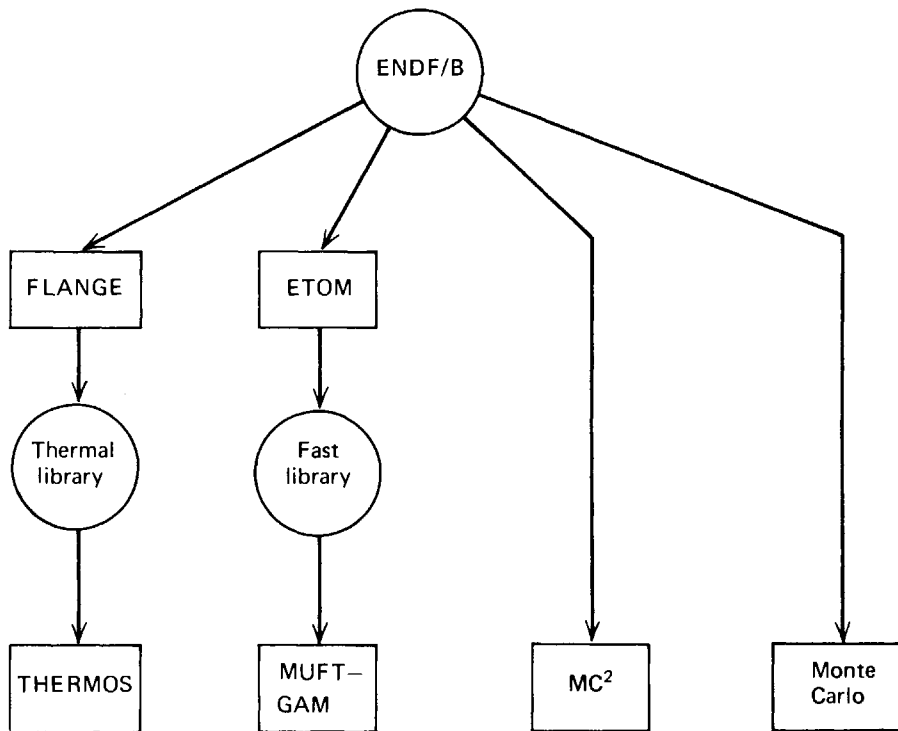 ENDF/B
FLANGE
ETOM
Thermal
library
Fast
library
THERMOS
MUFT–
GAM
MC²
Monte
Carlo